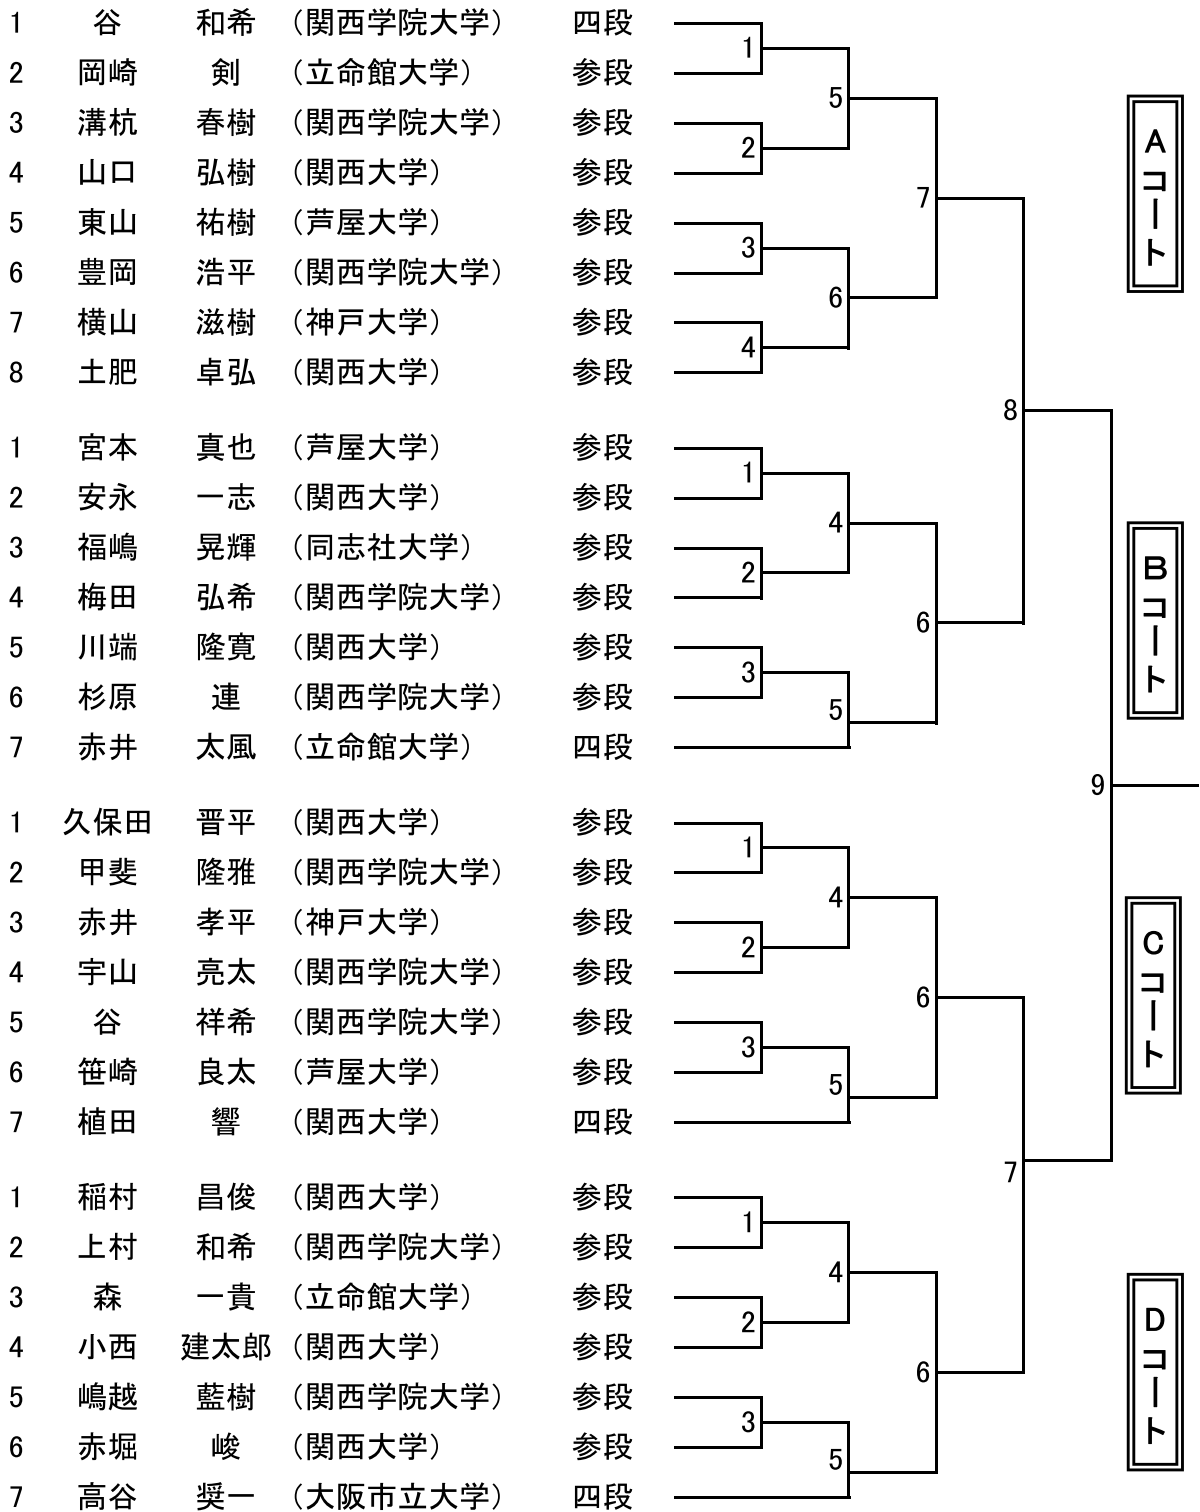 1 谷 和希 （関西学院大学） 四段
2 岡崎 剣 （立命館大学） 参段
3 溝杭 春樹 （関西学院大学） 参段
4 山口 弘樹 （関西大学） 参段
5 東山 祐樹 （芦屋大学） 参段
6 豊岡 浩平 （関西学院大学） 参段
7 横山 滋樹 （神戸大学） 参段
8 土肥 卓弘 （関西大学） 参段
1
2
3
4
5
6
7
Aコート
8
1 宮本 真也 （芦屋大学） 参段
2 安永 一志 （関西大学） 参段
3 福嶋 晃輝 （同志社大学） 参段
4 梅田 弘希 （関西学院大学） 参段
5 川端 隆寛 （関西大学） 参段
6 杉原 連 （関西学院大学） 参段
7 赤井 太風 （立命館大学） 四段
1
2
3
4
5
6
Bコート
9
1 久保田 晋平 （関西大学） 参段
2 甲斐 隆雅 （関西学院大学） 参段
3 赤井 孝平 （神戸大学） 参段
4 宇山 亮太 （関西学院大学） 参段
5 谷 祥希 （関西学院大学） 参段
6 笹崎 良太 （芦屋大学） 参段
7 植田 響 （関西大学） 四段
1
2
3
4
5
6
Cコート
7
1 稲村 昌俊 （関西大学） 参段
2 上村 和希 （関西学院大学） 参段
3 森 一貴 （立命館大学） 参段
4 小西 建太郎 （関西大学） 参段
5 嶋越 藍樹 （関西学院大学） 参段
6 赤堀 峻 （関西大学） 参段
7 高谷 奨一 （大阪市立大学） 四段
1
2
3
4
5
6
Dコート